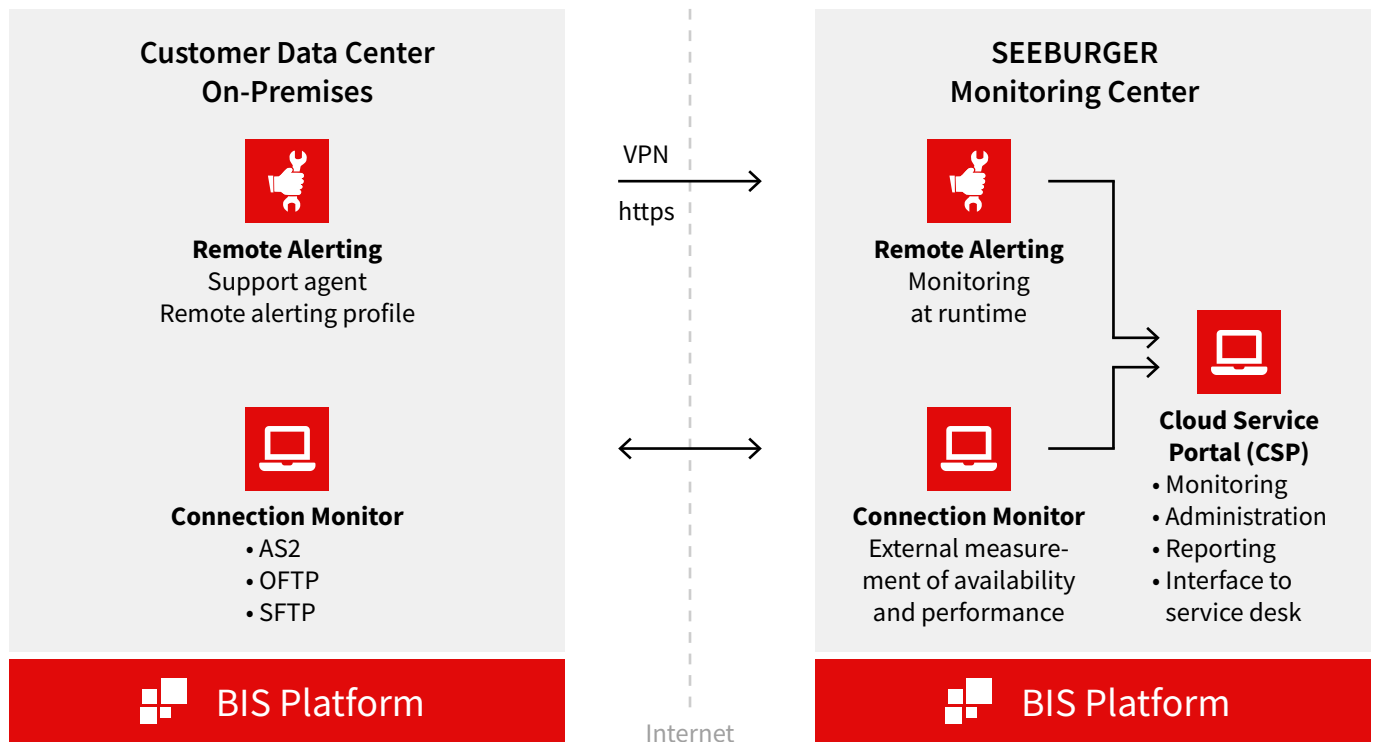 Customer Data Center
On-Premises
Remote Alerting
Support agent
Remote alerting profile
Connection Monitor
• AS2
• OFTP
• SFTP
BIS Platform
VPN
https
Internet
SEEBURGER
Monitoring Center
Remote Alerting
Monitoring
at runtime
Connection Monitor
External measure-
ment of availability
and performance
Cloud Service
Portal (CSP)
• Monitoring
• Administration
• Reporting
• Interface to
service desk
BIS Platform